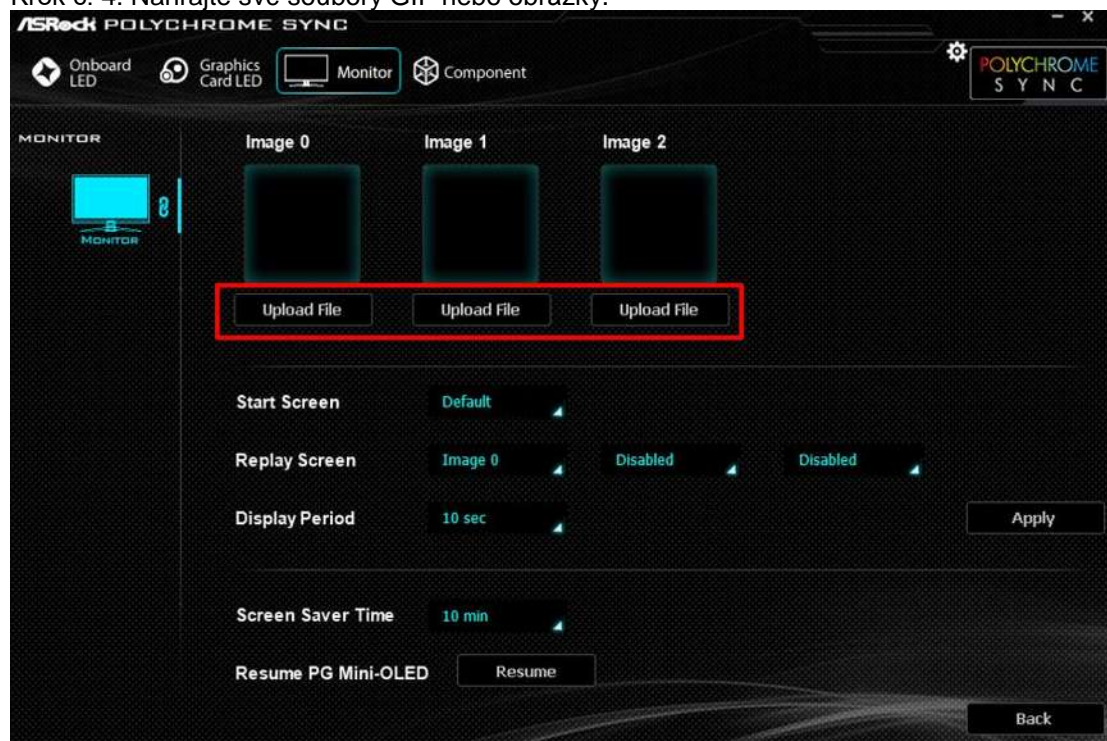 Krok č. 4: Nahrajte své soubory GIF nebo obrázky.
ASRock POLYCHROME SYNC
Onboard LED
Graphics Card LED
Monitor
Component
POLYCHROME
SYNC
MONITOR
Image 0 Image 1 Image 2
MONITOR
Upload File Upload File Upload File
Start Screen Default
Replay Screen Image 0 Disabled Disabled
Display Period 10 sec Apply
Screen Saver Time 10 min
Resume PG Mini-OLED Resume
Back